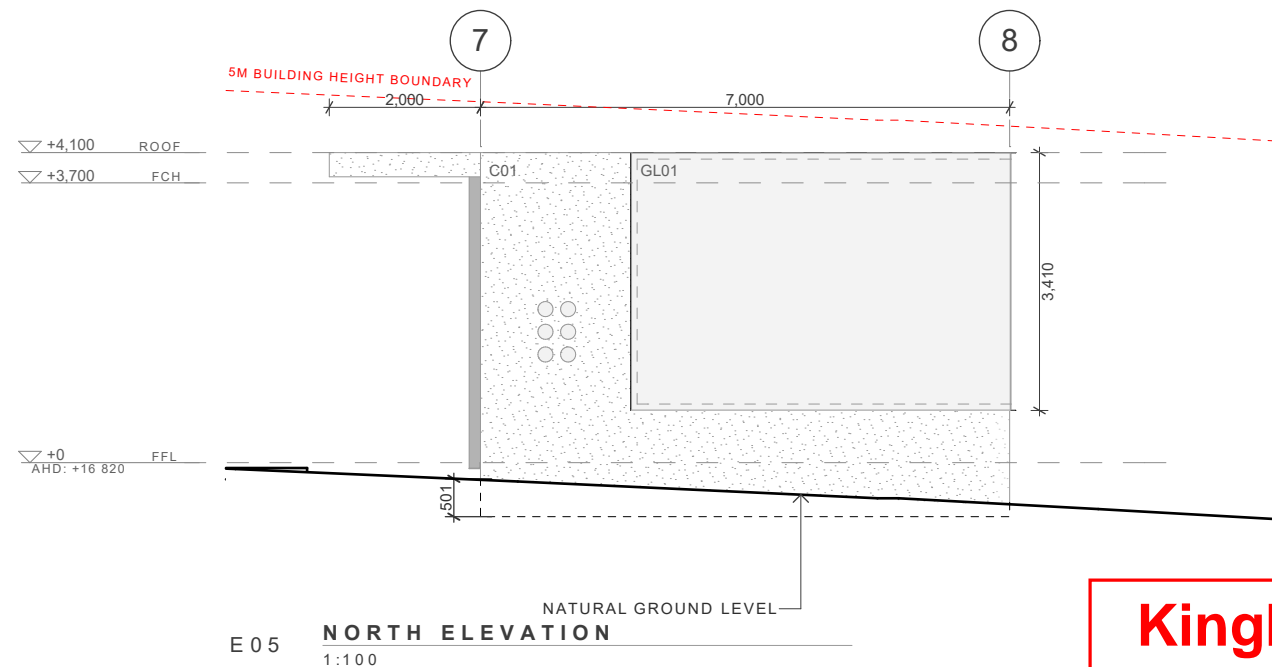 7
8
5M BUILDING HEIGHT BOUNDARY
2,000
7,000
+4,100 ROOF
+3,700 FCH
C01
GL01
3,410
+0 FFL
AHD: +16 820
501
NATURAL GROUND LEVEL
E05 NORTH ELEVATION
1:100